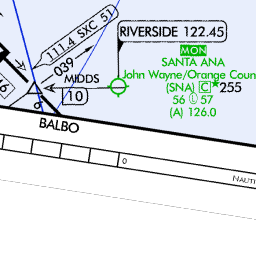 RIVERSIDE 122.45
111.4 SXC 51
MON
039
SANTA ANA
MIDDS
John Wayne/Orange Coun
(SNA) C *255
10
56 L 57
6
(A) 126.0
BALBO
0
NAUTI